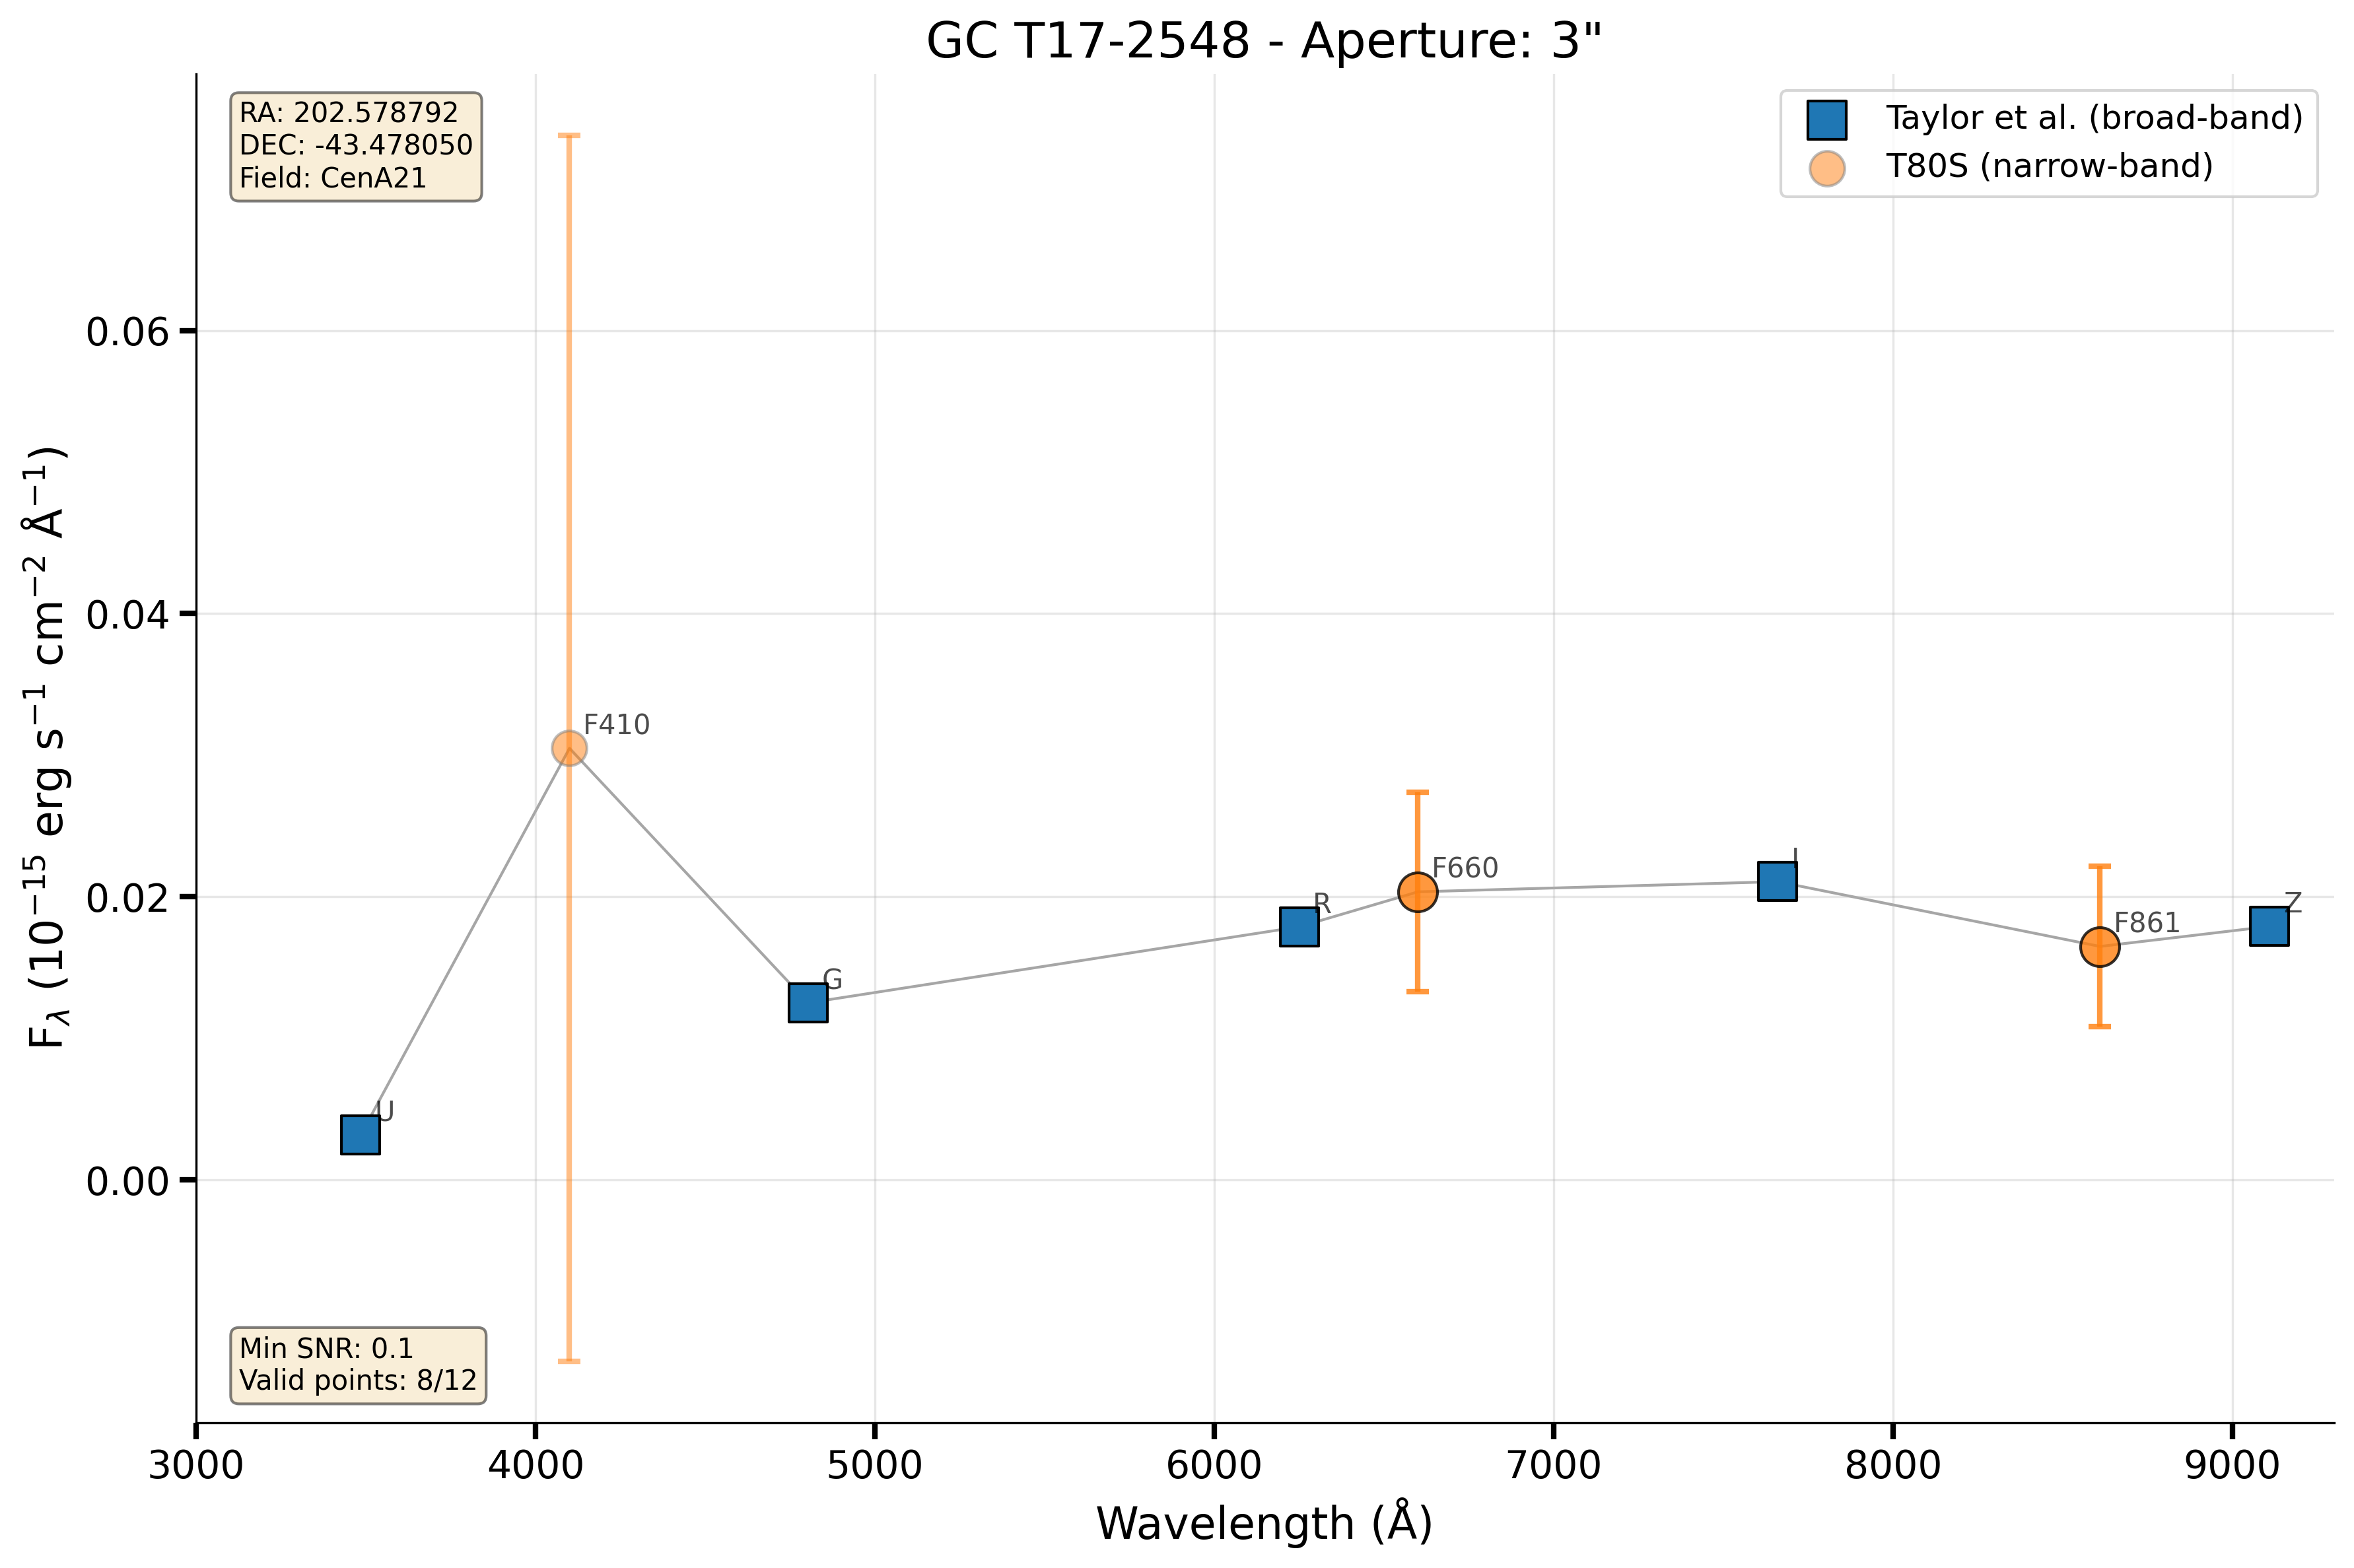 GC T17-2548 - Aperture: 3"
RA: 202.578792
DEC: -43.478050
Field: CenA21
Taylor et al. (broad-band)
T80S (narrow-band)
F$_{\lambda}$ (10⁻¹⁵ erg s⁻¹ cm⁻² Å⁻¹)
0.06
0.04
0.02
0.00
U
F410
G
R
F660
I
F861
Z
Min SNR: 0.1
Valid points: 8/12
3000 4000 5000 6000 7000 8000 9000
Wavelength (Å)